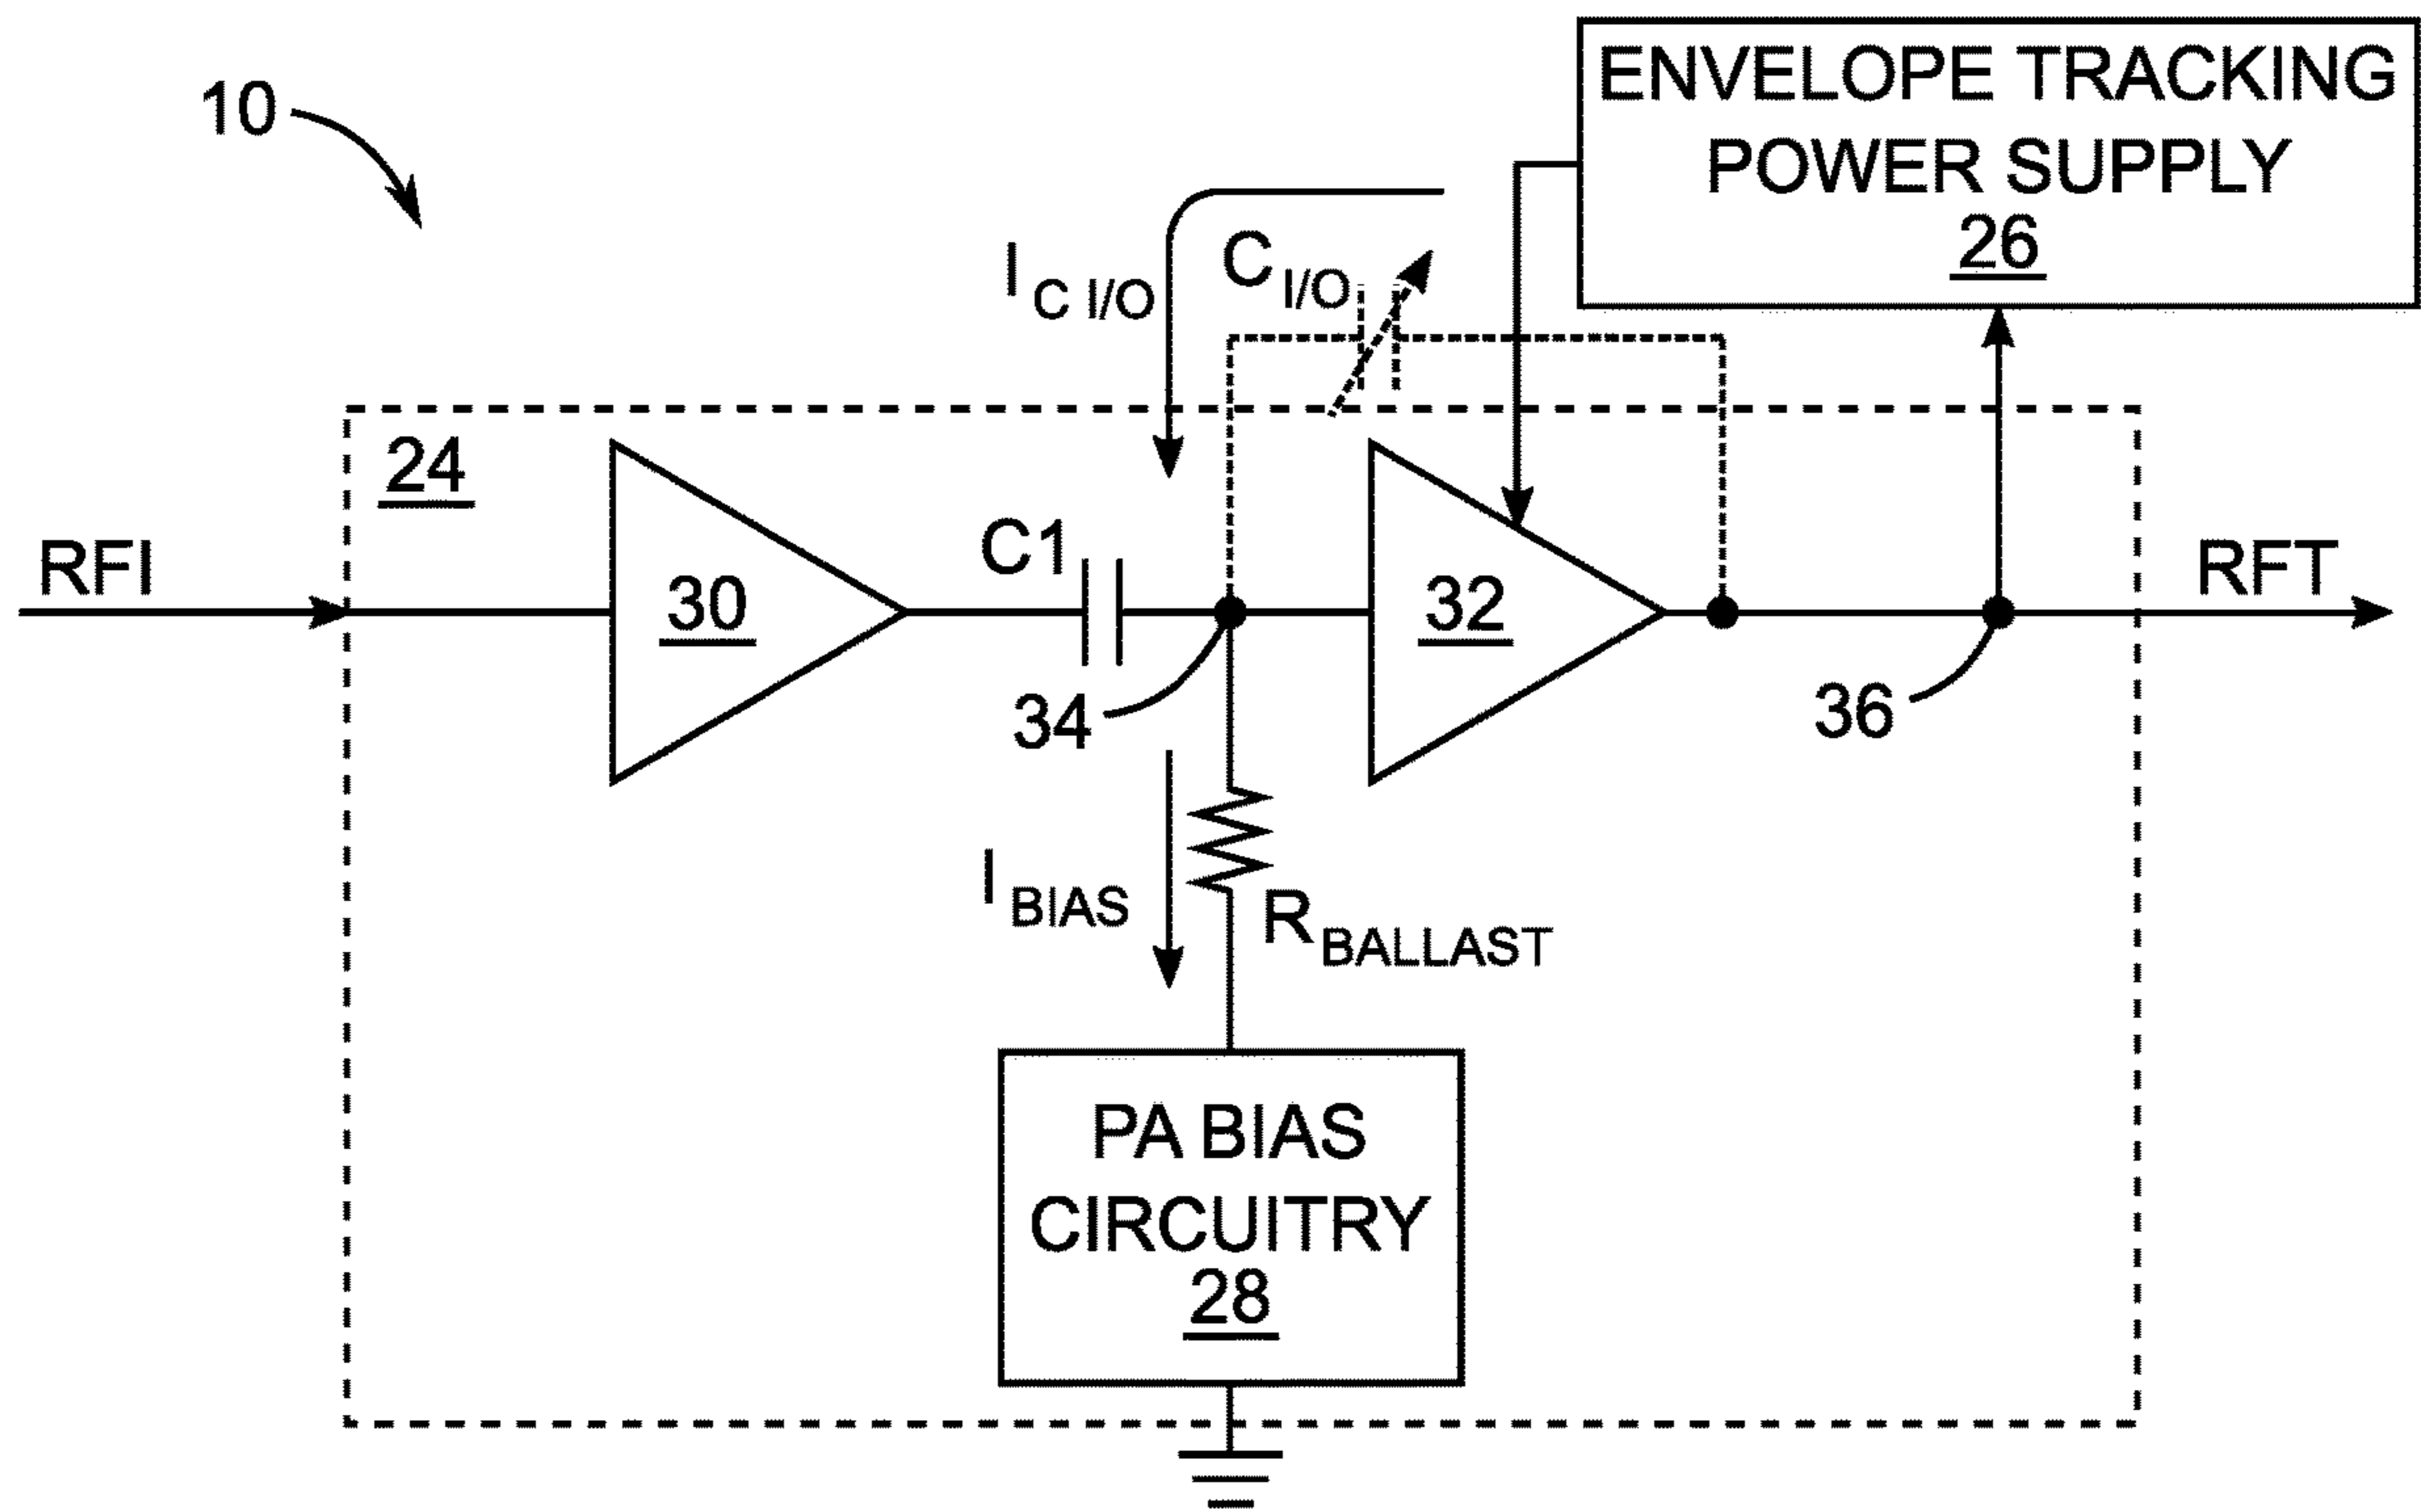 10
ENVELOPE TRACKING
POWER SUPPLY
26
I C I/O
C I/O
24
RFI
30
C1
32
RFT
34
36
I BIAS
R BALLAST
PA BIAS
CIRCUITRY
28